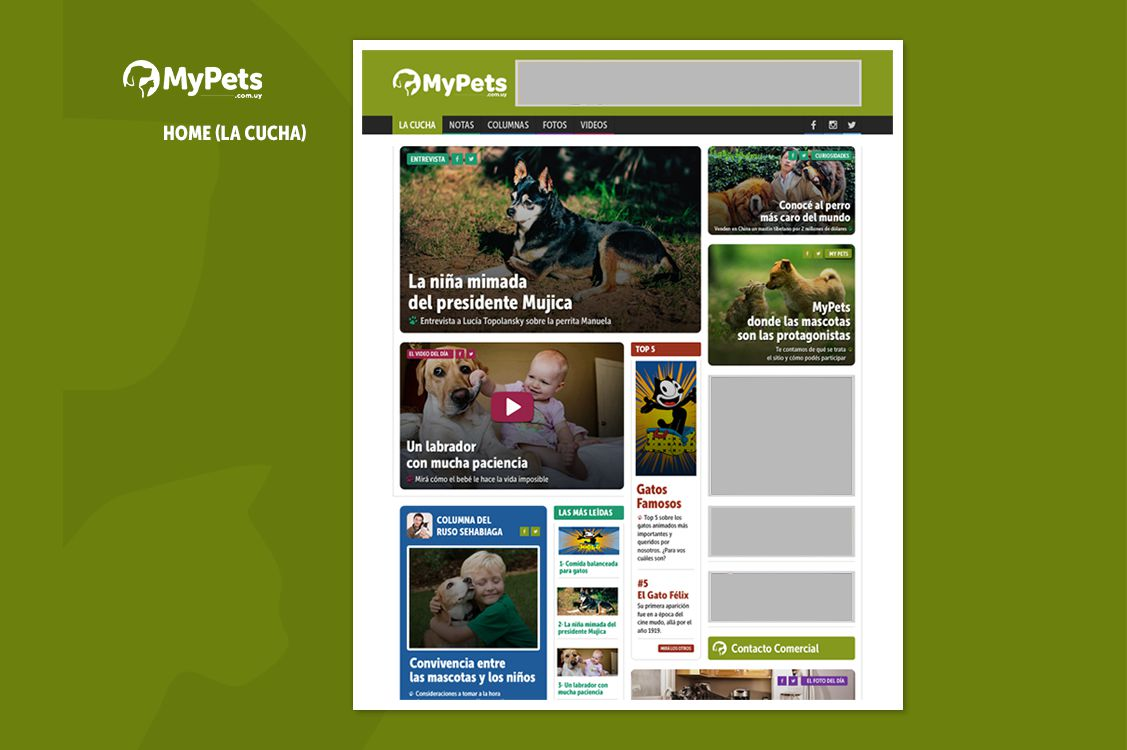 MyPets
.com.uy
HOME (LA CUCHA)
MyPets
.com.uy
LA CUCHA NOTAS COLUMNAS FOTOS VIDEOS
ENTREVISTA
La niña mimada
del presidente Mujica
Entrevista a Lucía Topolansky sobre la perrita Manuela
CURIOSIDADES
Conocé al perro
más caro del mundo
Venden en China un mastín tibetano por 2 millones de dólares
MY PETS
MyPets
donde las mascotas
son las protagonistas
Te contamos de qué se trata
el sitio y cómo podés participar
EL VIDEO DEL DÍA
Un labrador
con mucha paciencia
Mirá cómo el bebé le hace la vida imposible
TOP 5
Gatos
Famosos
Top 5 sobre los
gatos animados más
importantes y
queridos por
nosotros. ¿Para vos
cuáles son?
#5
El Gato Félix
Su primera aparición
fue en a época del
cine mudo, allá por el
año 1919.
MIRÁ LOS OTROS
COLUMNA DEL
RUSO SEHABIAGA
Convivencia entre
las mascotas y los niños
Consideraciones a tomar a la hora
LAS MÁS LEÍDAS
1- Comida balanceada
para gatos
2- La niña mimada del
presidente Mujica
3- Un labrador con
mucha paciencia
Contacto Comercial
EL FOTO DEL DÍA